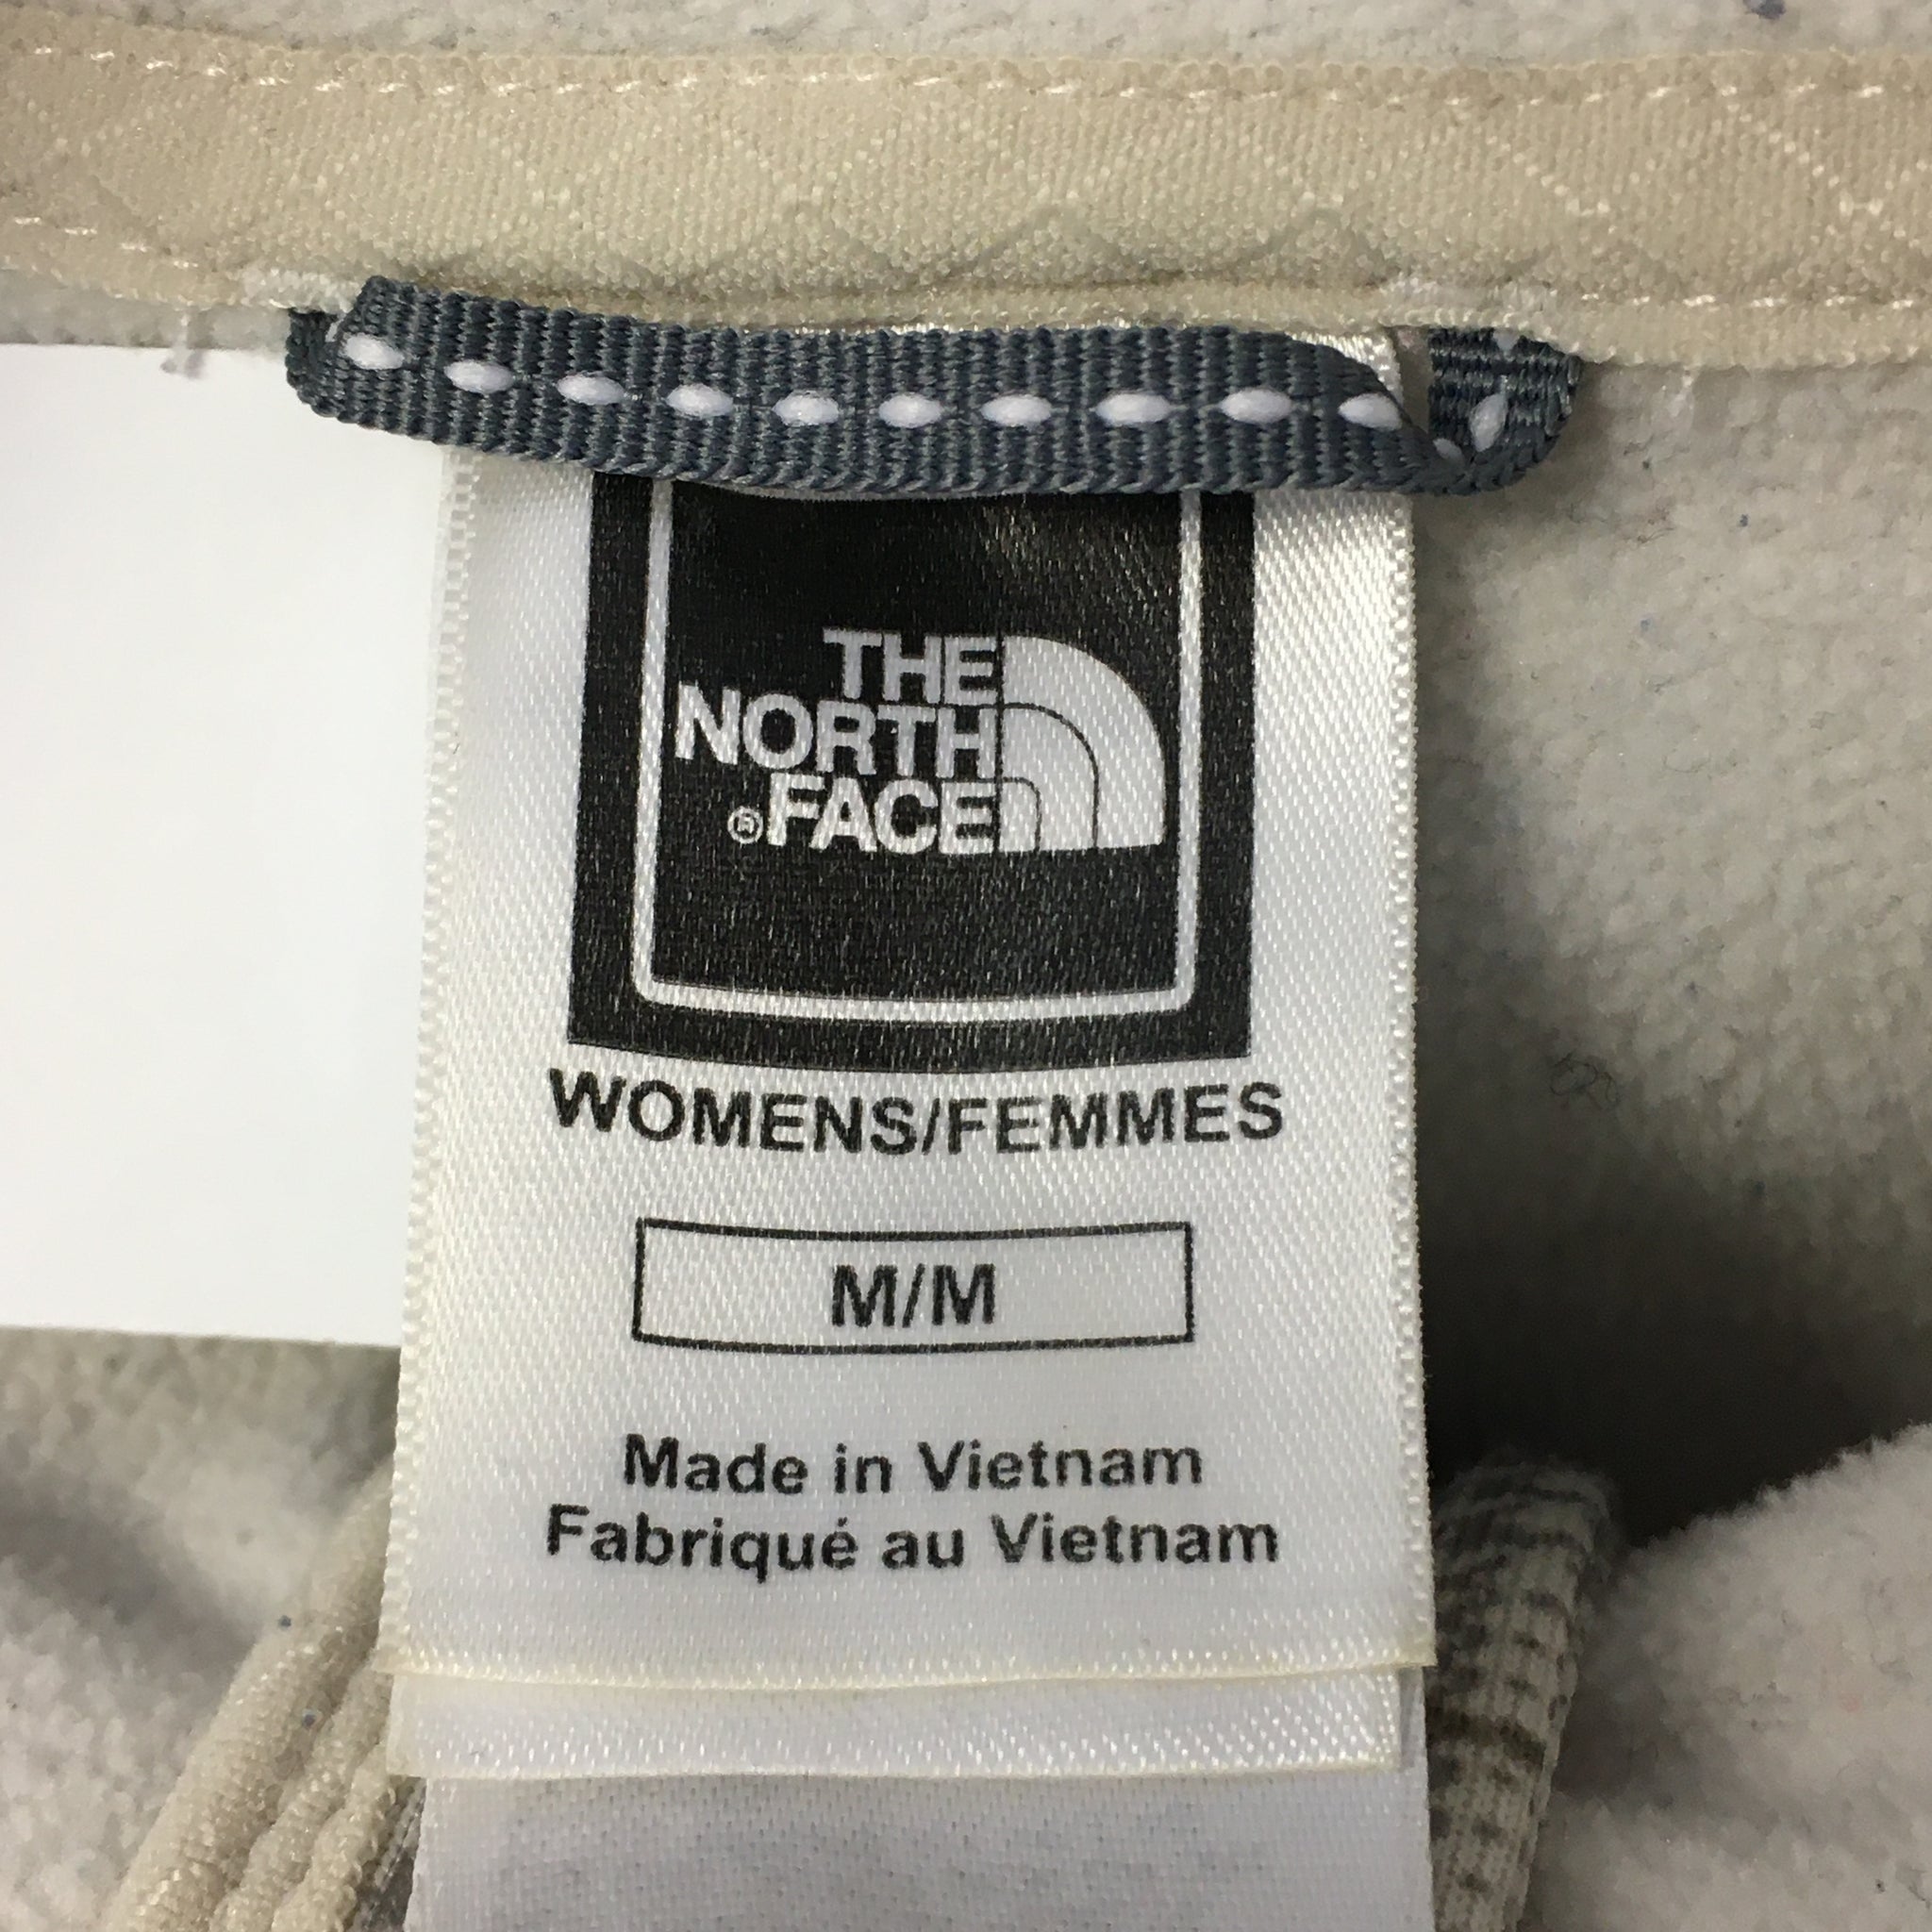 THE
NORTH
®FACE
WOMENS/FEMMES
M/M
Made in Vietnam
Fabriqué au Vietnam